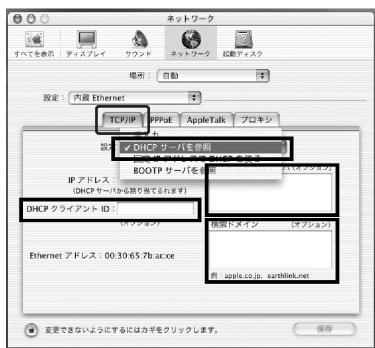 ネットワーク
すべてを表示 ディスプレイ サウンド ネットワーク 起動ディスク
場所： 自動
設定： 内蔵 Ethernet
TCP/IP PPPoE AppleTalk プロキシ
✓ DHCP サーバを参照
BOOTP サーバを参照
IP アドレス：
(DHCP サーバから割り当てられます)
DHCP クライアント ID：
(オプション)
検索ドメイン (オプション)
Ethernet アドレス： 00:30:65:7b:ac:ce
例：apple.co.jp、earthlink.net
変更できないようにするにはカギをクリックします。
保存